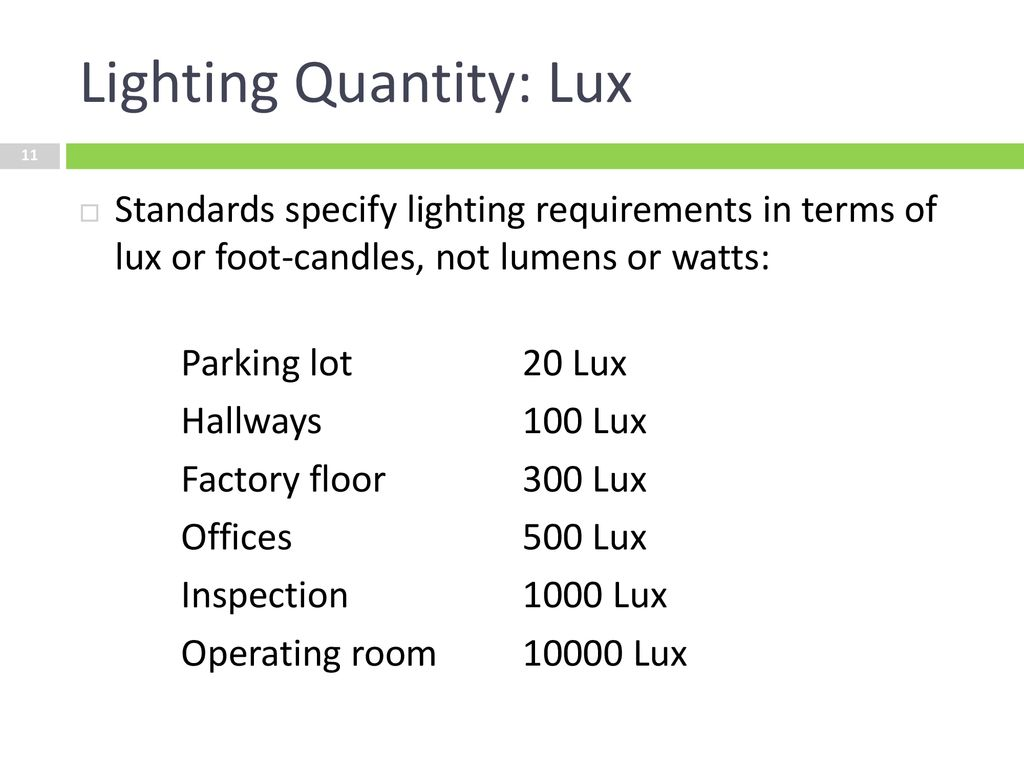 Lighting Quantity: Lux
11
Standards specify lighting requirements in terms of
lux or foot-candles, not lumens or watts:
Parking lot 20 Lux
Hallways 100 Lux
Factory floor 300 Lux
Offices 500 Lux
Inspection 1000 Lux
Operating room 10000 Lux